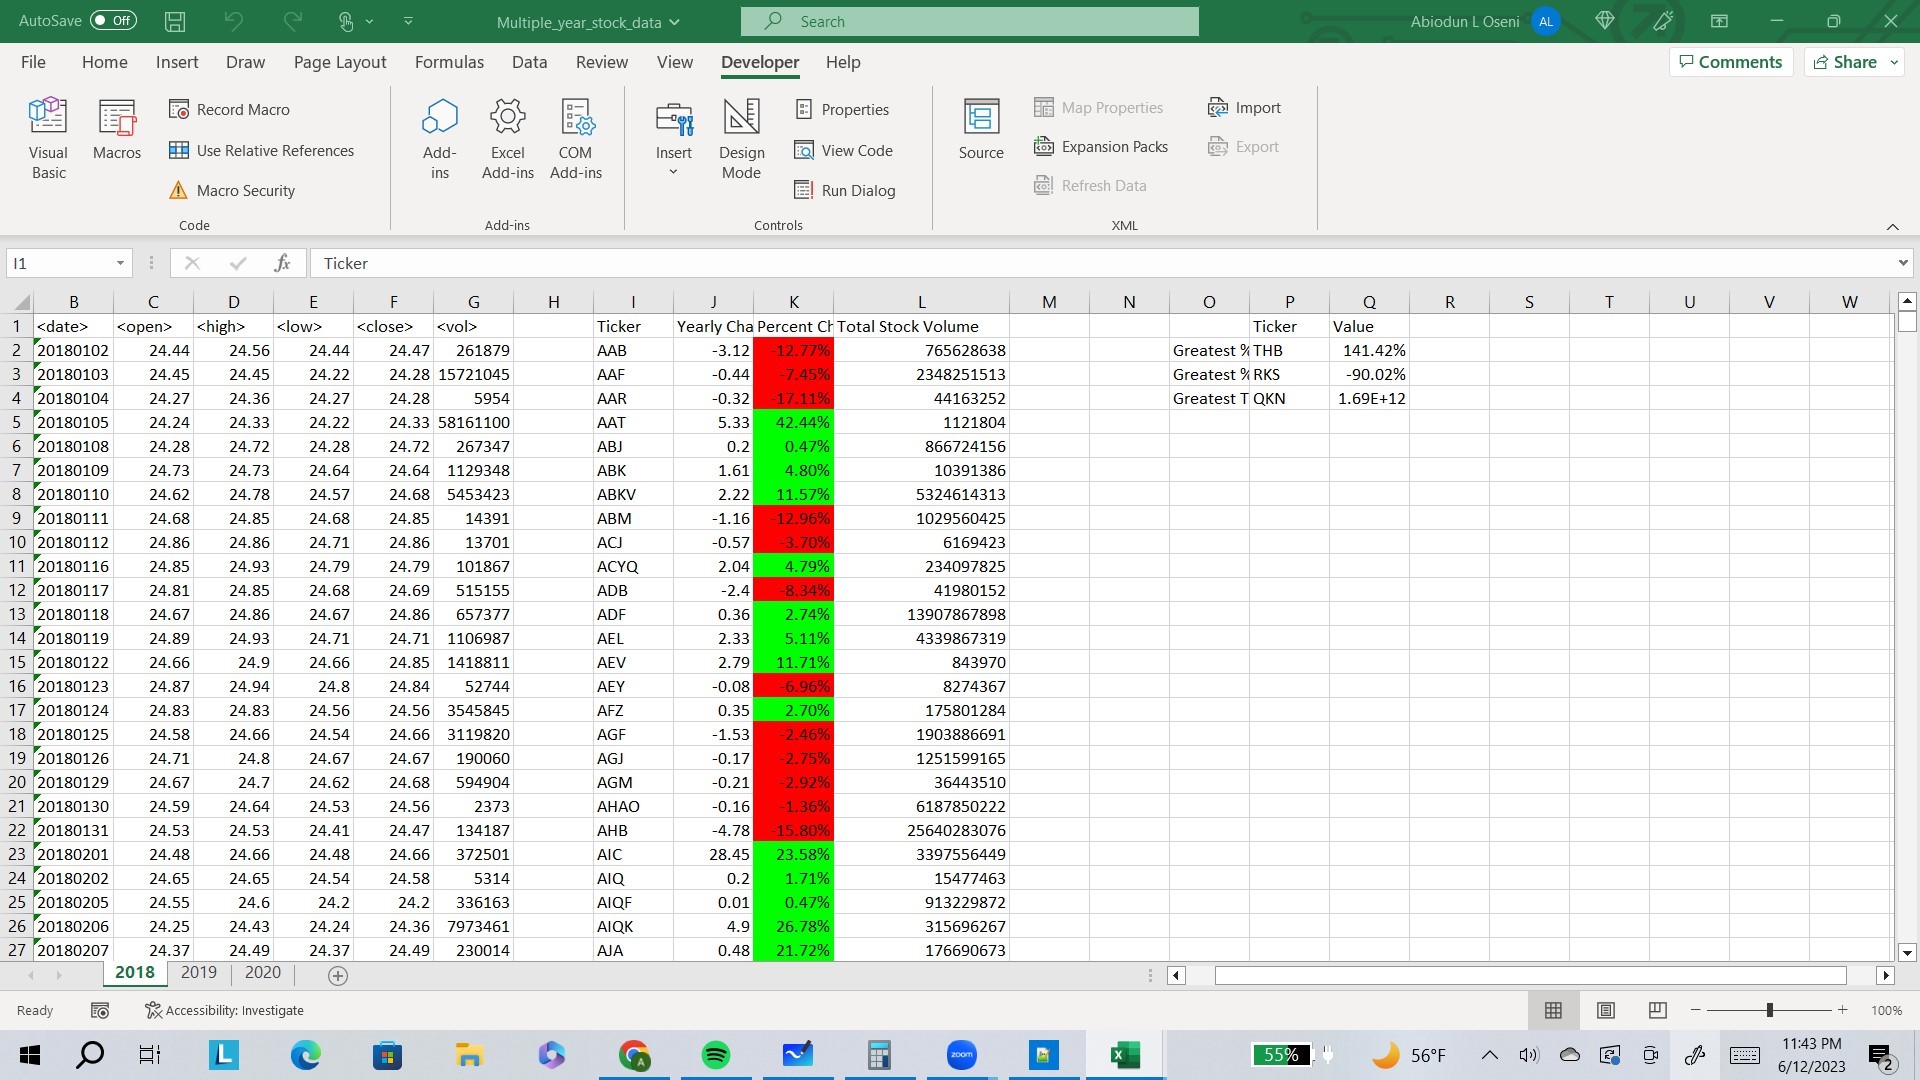 AutoSave Off Multiple_year_stock_data Search Abiodun L Oseni AL
File Home Insert Draw Page Layout Formulas Data Review View Developer Help Comments Share
Visual Basic
Macros
Record Macro
Use Relative References
Macro Security
Code
Add-ins
Excel Add-ins
COM Add-ins
Add-ins
Insert
Design Mode
Properties
View Code
Run Dialog
Controls
Source
Map Properties
Expansion Packs
Refresh Data
Import
Export
XML
I1 fx Ticker
B C D E F G H I J K L M N O P Q R S T U V W
1 <date> <open> <high> <low> <close> <vol> Ticker Yearly Cha Percent Ch Total Stock Volume Ticker Value
2 20180102 24.44 24.56 24.44 24.47 261879 AAB -3.12 -12.77% 765628638 Greatest % THB 141.42%
3 20180103 24.45 24.45 24.22 24.28 15721045 AAF -0.44 -7.45% 2348251513 Greatest % RKS -90.02%
4 20180104 24.27 24.36 24.27 24.28 5954 AAR -0.32 -17.11% 44163252 Greatest T QKN 1.69E+12
5 20180105 24.24 24.33 24.22 24.33 58161100 AAT 5.33 42.44% 1121804
6 20180108 24.28 24.72 24.28 24.72 267347 ABJ 0.2 0.47% 866724156
7 20180109 24.73 24.73 24.64 24.64 1129348 ABK 1.61 4.80% 10391386
8 20180110 24.62 24.78 24.57 24.68 5453423 ABKV 2.22 11.57% 5324614313
9 20180111 24.68 24.85 24.68 24.85 14391 ABM -1.16 -12.96% 1029560425
10 20180112 24.86 24.86 24.71 24.86 13701 ACJ -0.57 -3.70% 6169423
11 20180116 24.85 24.93 24.79 24.79 101867 ACYQ 2.04 4.79% 234097825
12 20180117 24.81 24.85 24.68 24.69 515155 ADB -2.4 -8.34% 41980152
13 20180118 24.67 24.86 24.67 24.86 657377 ADF 0.36 2.74% 13907867898
14 20180119 24.89 24.93 24.71 24.71 1106987 AEL 2.33 5.11% 4339867319
15 20180122 24.66 24.9 24.66 24.85 1418811 AEV 2.79 11.71% 843970
16 20180123 24.87 24.94 24.8 24.84 52744 AEY -0.08 -6.96% 8274367
17 20180124 24.83 24.83 24.56 24.56 3545845 AFZ 0.35 2.70% 175801284
18 20180125 24.58 24.66 24.54 24.66 3119820 AGF -1.53 -2.46% 1903886691
19 20180126 24.71 24.8 24.67 24.67 190060 AGJ -0.17 -2.75% 1251599165
20 20180129 24.67 24.7 24.62 24.68 594904 AGM -0.21 -2.92% 36443510
21 20180130 24.59 24.64 24.53 24.56 2373 AHAO -0.16 -1.36% 6187850222
22 20180131 24.53 24.53 24.41 24.47 134187 AHB -4.78 -15.80% 25640283076
23 20180201 24.48 24.66 24.48 24.66 372501 AIC 28.45 23.58% 3397556449
24 20180202 24.65 24.65 24.54 24.58 5314 AIQ 0.2 1.71% 15477463
25 20180205 24.55 24.6 24.2 24.2 336163 AIQF 0.01 0.47% 913229872
26 20180206 24.25 24.43 24.24 24.36 7973461 AIQK 4.9 26.78% 315696267
27 20180207 24.37 24.49 24.37 24.49 230014 AJA 0.48 21.72% 176690673
2018 2019 2020
Ready Accessibility: Investigate 100%
L A zoom 55% 56°F 11:43 PM
6/12/2023 2